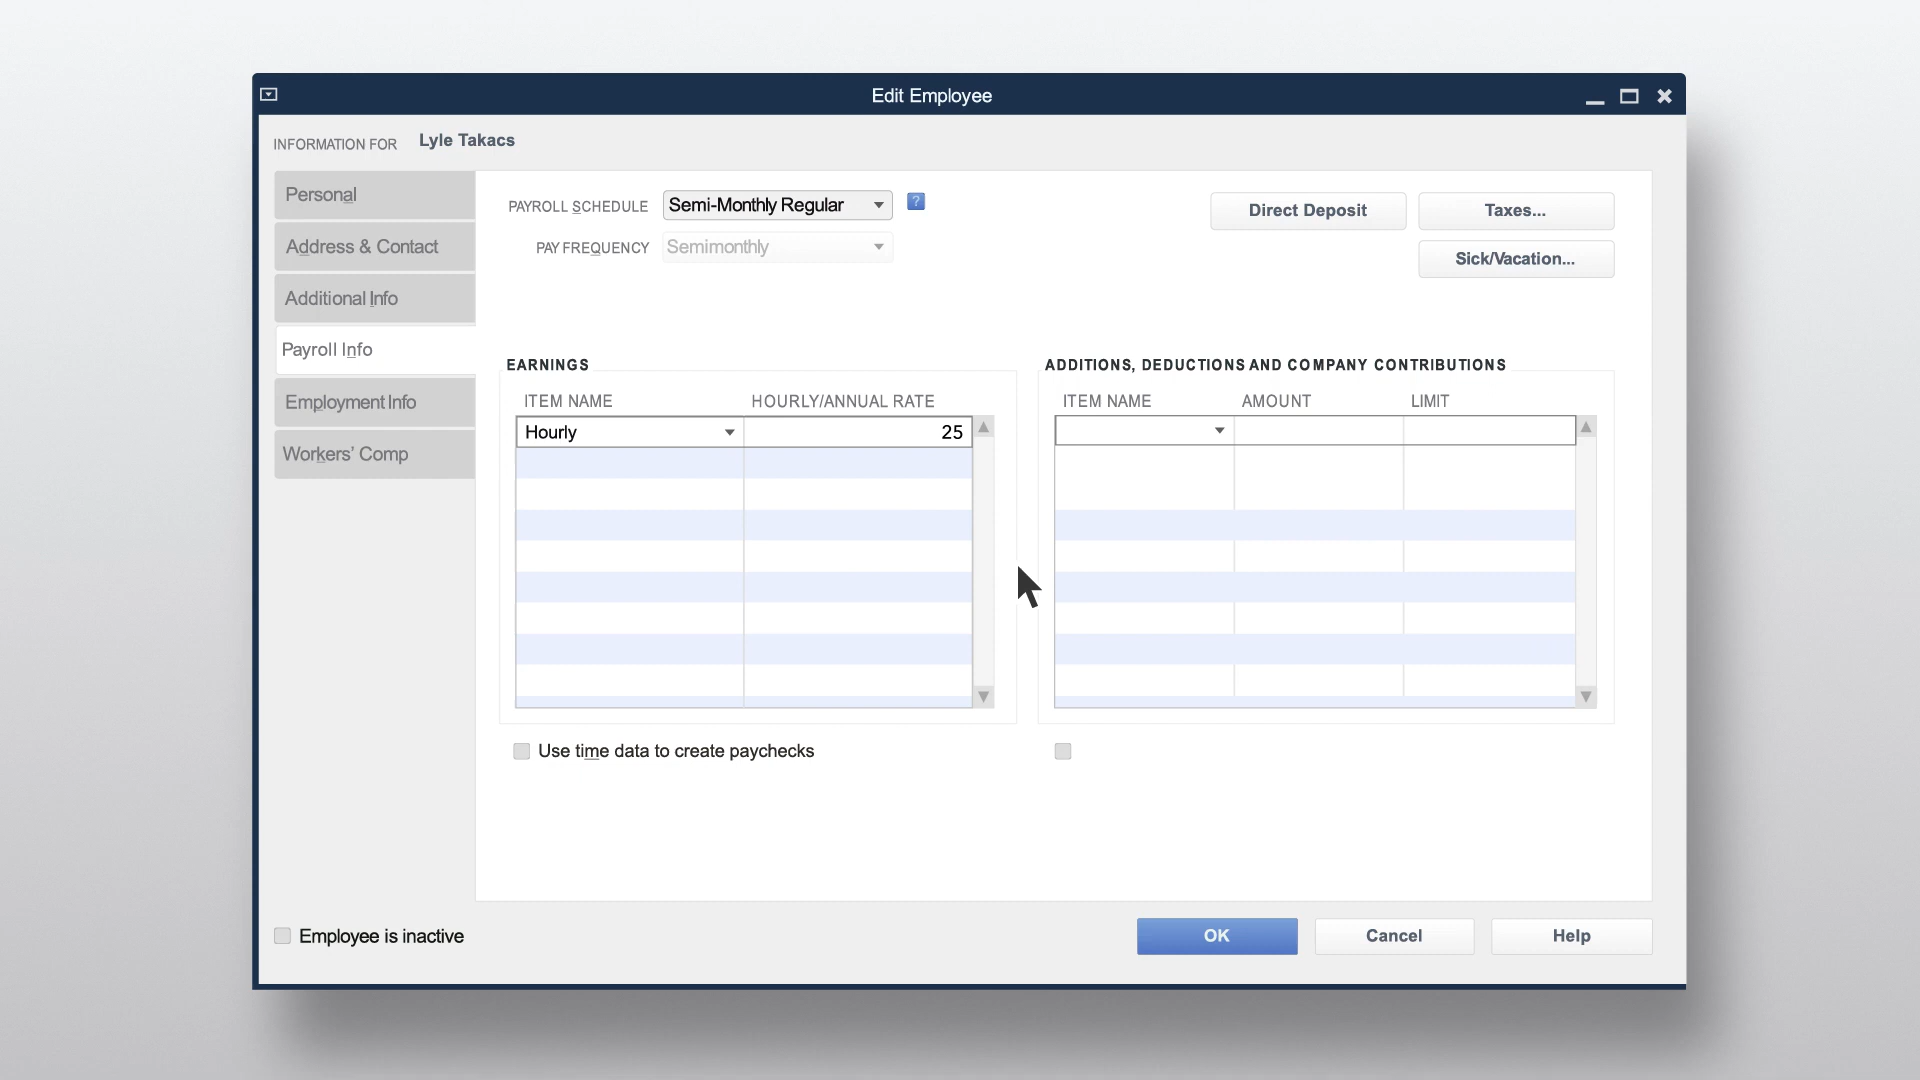 Edit Employee
INFORMATION FOR Lyle Takacs
Personal
Address & Contact
Additional Info
Payroll Info
Employment Info
Workers' Comp
PAYROLL SCHEDULE Semi-Monthly Regular ?
PAY FREQUENCY Semimonthly
Direct Deposit Taxes...
Sick/Vacation...
EARNINGS
ITEM NAME HOURLY/ANNUAL RATE
Hourly 25
Use time data to create paychecks
ADDITIONS, DEDUCTIONS AND COMPANY CONTRIBUTIONS
ITEM NAME AMOUNT LIMIT
Employee is inactive
OK Cancel Help